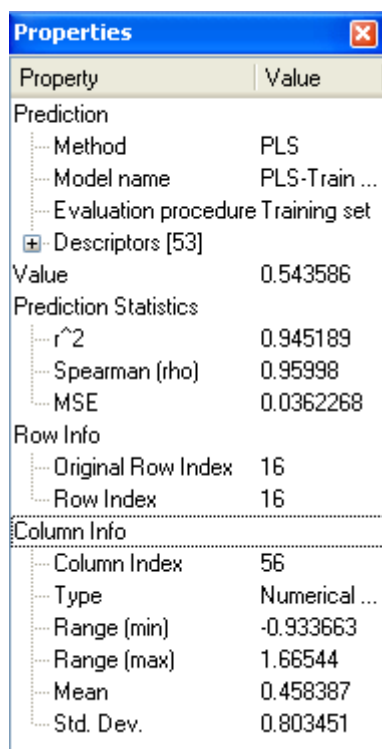 Properties
Property Value
Prediction
Method PLS
Model name PLS-Train ...
Evaluation procedure Training set
Descriptors [53]
Value 0.543586
Prediction Statistics
r^2 0.945189
Spearman (rho) 0.95998
MSE 0.0362268
Row Info
Original Row Index 16
Row Index 16
Column Info
Column Index 56
Type Numerical ...
Range (min) -0.933663
Range (max) 1.66544
Mean 0.458387
Std. Dev. 0.803451